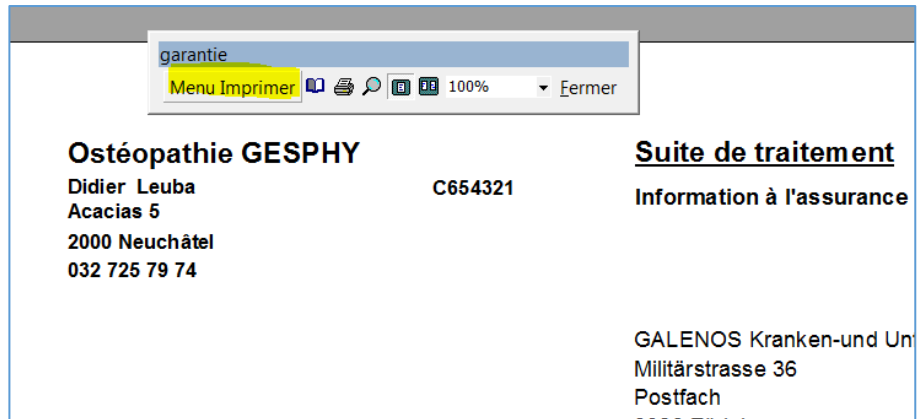 garantie
Menu Imprimer 100% Fermer
Ostéopathie GESPHY
Suite de traitement
Didier Leuba C654321
Information à l'assurance
Acacias 5
2000 Neuchâtel
032 725 79 74
GALENOS Kranken-und
Militärstrasse 36
Postfach